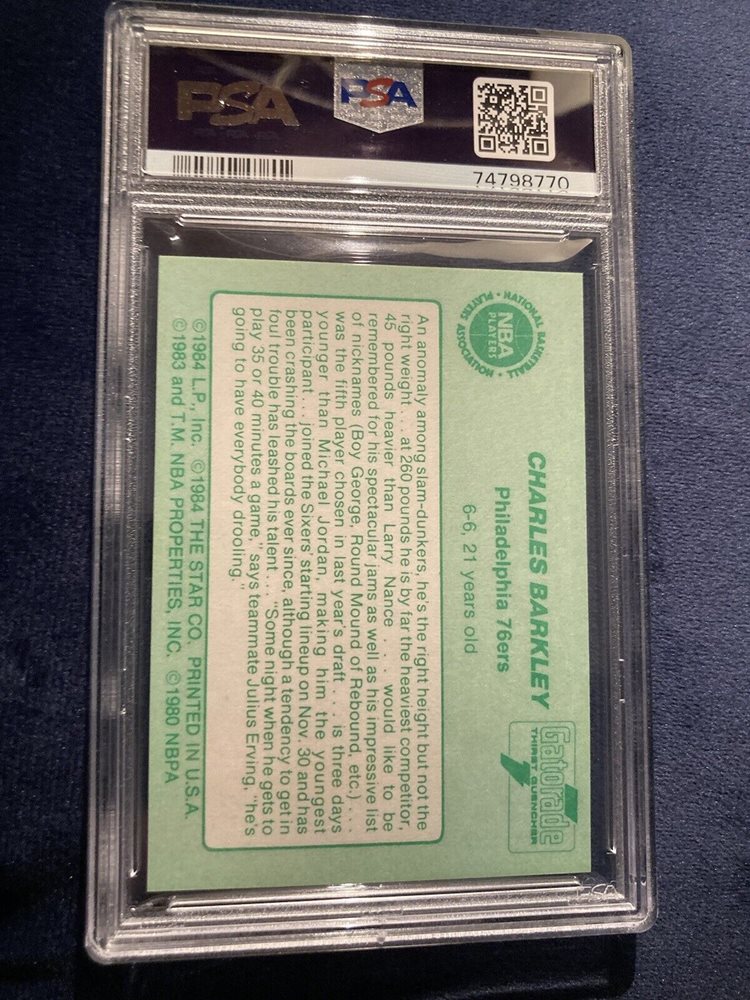 PSA
PSA
74798770
NATIONAL BASKETBALL
PLAYERS ASSOCIATION
NBA
PLAYERS
CHARLES BARKLEY
Philadelphia 76ers
6-6, 21 years old
Gatorade
THIRST QUENCHER
An anomaly among slam-dunkers, he's the right height but not the
right weight . . . at 260 pounds he is by far the heaviest competitor,
45 pounds heavier than Larry Nance . . . would like to be
remembered for his spectacular jams as well as his impressive list
of nicknames (Boy George, Round Mound of Rebound, etc.) . . .
was the fifth player chosen in last year's draft . . . is three days
younger than Michael Jordan, making him the youngest
participant . . . joined the Sixers' starting lineup on Nov. 30 and has
been crashing the boards ever since, although a tendency to get in
foul trouble has leashed his talent . . . "Some night when he gets to
play 35 or 40 minutes a game," says teammate Julius Erving, "he's
going to have everybody drooling."
©1984 L.P., Inc. ©1984 THE STAR CO. PRINTED IN U.S.A.
©1983 and T.M. NBA PROPERTIES, INC. ©1980 NBPA
PSA